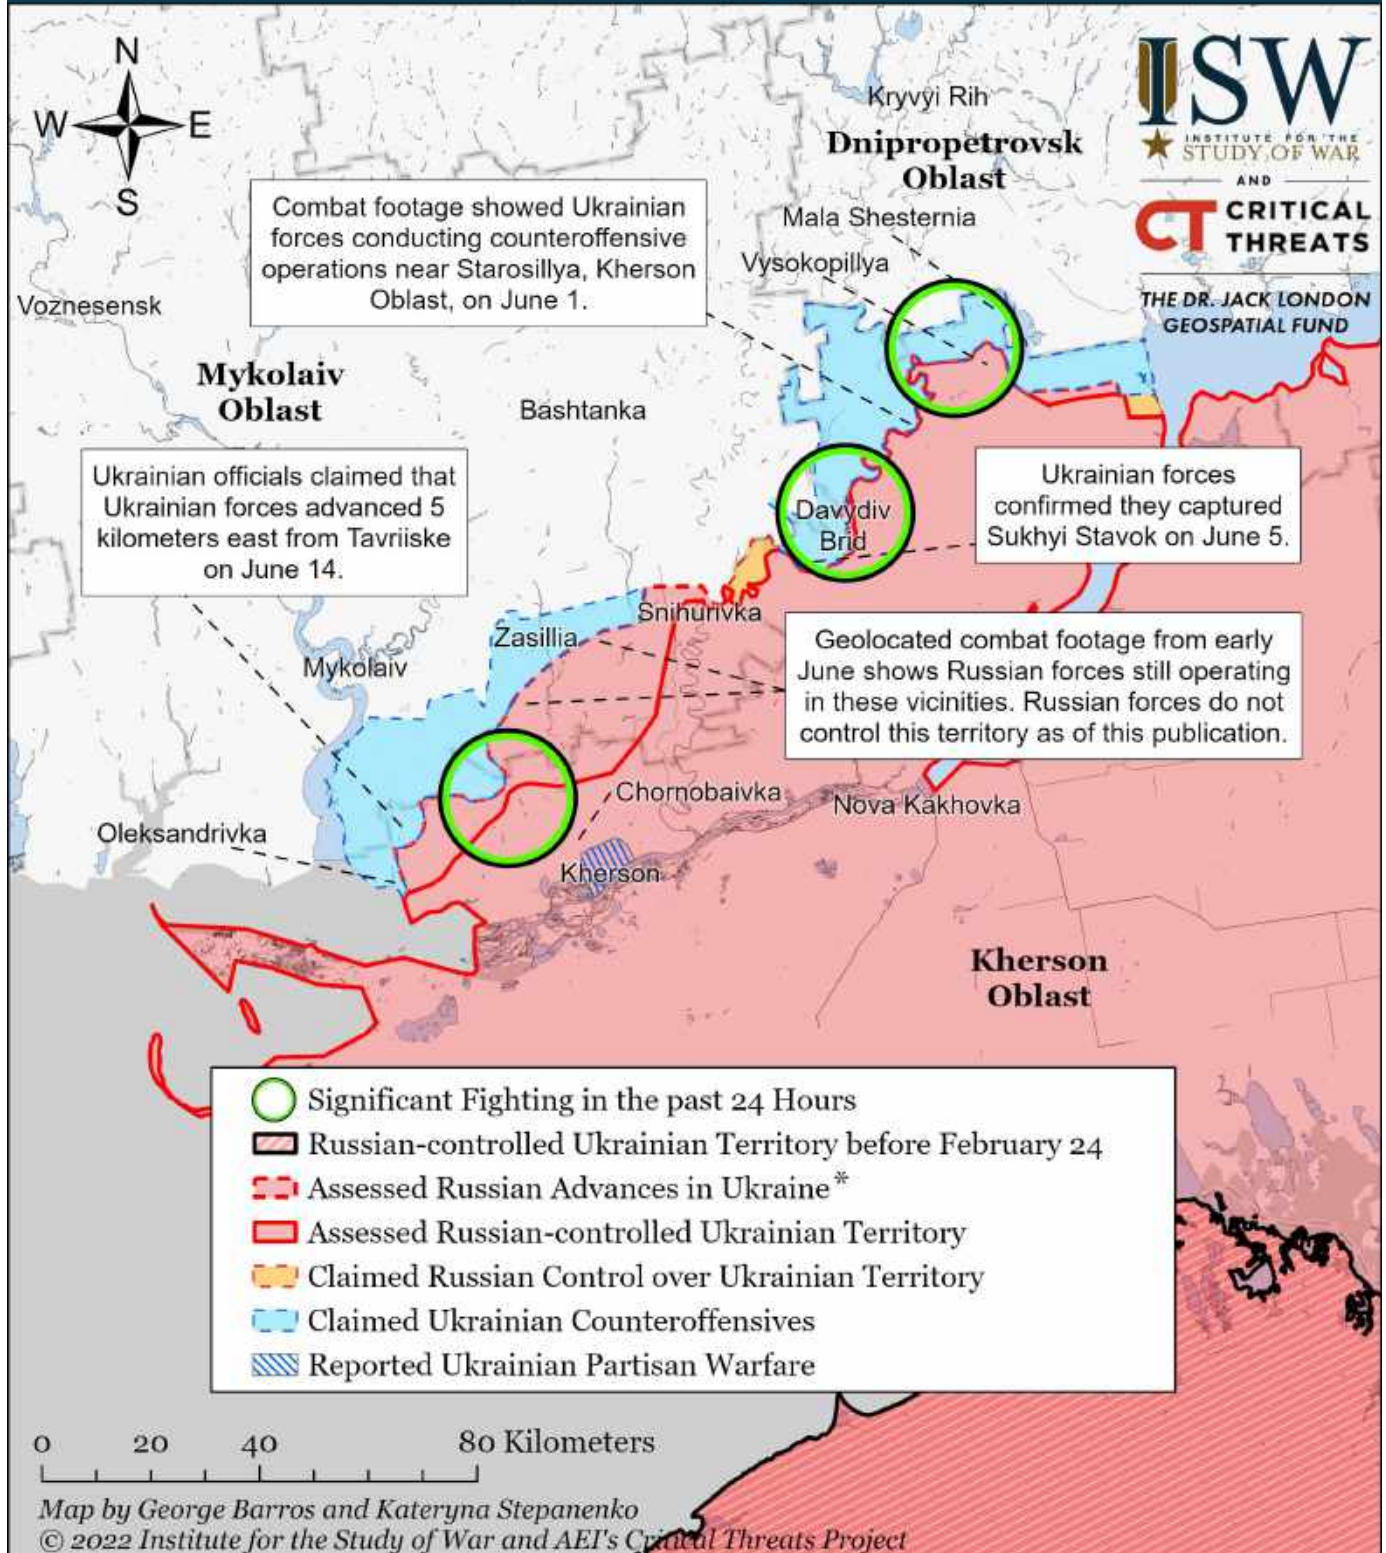 N
W E
S
ISW
INSTITUTE FOR THE
STUDY OF WAR
AND
CT CRITICAL
THREATS
THE DR. JACK LONDON
GEOSPATIAL FUND
Kryvyi Rih
Dnipropetrovsk
Oblast
Mala Shesternia
Vysokopillya
Combat footage showed Ukrainian
forces conducting counteroffensive
operations near Starosillya, Kherson
Oblast, on June 1.
Voznesensk
Mykolaiv
Oblast
Bashtanka
Ukrainian officials claimed that
Ukrainian forces advanced 5
kilometers east from Tavriiske
on June 14.
Ukrainian forces
confirmed they captured
Sukhyi Stavok on June 5.
Davydiv
Brid
Snihurivka
Zasillia
Mykolaiv
Geolocated combat footage from early
June shows Russian forces still operating
in these vicinities. Russian forces do not
control this territory as of this publication.
Chornobaivka
Nova Kakhovka
Oleksandrivka
Kherson
Kherson
Oblast
Significant Fighting in the past 24 Hours
Russian-controlled Ukrainian Territory before February 24
Assessed Russian Advances in Ukraine*
Assessed Russian-controlled Ukrainian Territory
Claimed Russian Control over Ukrainian Territory
Claimed Ukrainian Counteroffensives
Reported Ukrainian Partisan Warfare
0 20 40 80 Kilometers
Map by George Barros and Kateryna Stepanenko
© 2022 Institute for the Study of War and AEI's Critical Threats Project